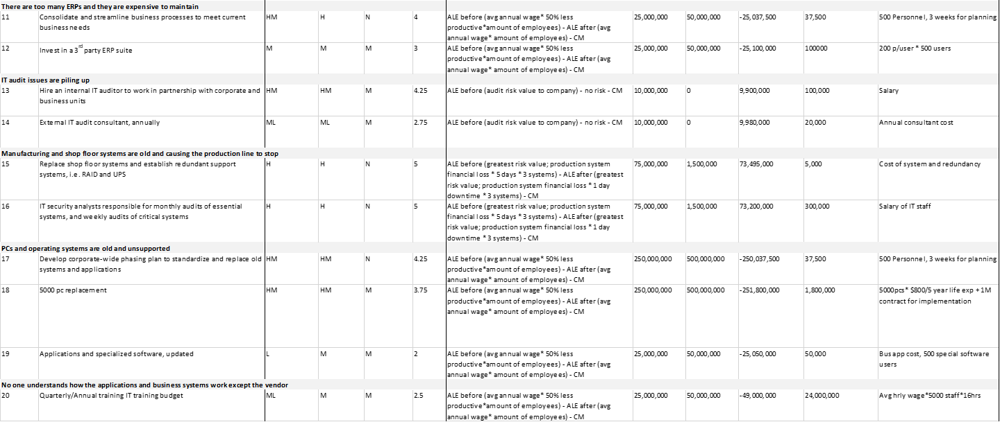 There are too many ERPs and they are expensive to maintain
11 Consolidate and streamline business processes to meet current HM H N 4 ALE before (avg annual wage* 50% less 25,000,000 50,000,000 -25,037,500 37,500 500 Personnel, 3 weeks for planning
business needs productive*amount of employees) - ALE after (avg
annual wage* amount of employees) - CM
12 Invest in a 3rd party ERP suite M M M 3 ALE before (avg annual wage* 50% less 25,000,000 50,000,000 -25,100,000 100000 200 p/user * 500 users
productive*amount of employees) - ALE after (avg
annual wage* amount of employees) - CM
IT audit issues are piling up
13 Hire an internal IT auditor to work in partnership with corporate and HM HM M 4.25 ALE before (audit risk value to company) - no risk - CM 10,000,000 0 9,900,000 100,000 Salary
business units
14 External IT audit consultant, annually ML ML M 2.75 ALE before (audit risk value to company) - no risk - CM 10,000,000 0 9,980,000 20,000 Annual consultant cost
Manufacturing and shop floor systems are old and causing the production line to stop
15 Replace shop floor systems and establish redundant support H H N 5 ALE before (greatest risk value; production system 75,000,000 1,500,000 73,495,000 5,000 Cost of system and redundancy
systems, i.e. RAID and UPS financial loss * 5 days * 3 systems) - ALE after (greatest
risk value; production system financial loss * 1 day
downtime * 3 systems) - CM
16 IT security analysts responsible for monthly audits of essential H H N 5 ALE before (greatest risk value; production system 75,000,000 1,500,000 73,200,000 300,000 Salary of IT staff
systems, and weekly audits of critical systems financial loss * 5 days * 3 systems) - ALE after (greatest
risk value; production system financial loss * 1 day
downtime * 3 systems) - CM
PCs and operating systems are old and unsupported
17 Develop corporate-wide phasing plan to standardize and replace old HM HM N 4.25 ALE before (avg annual wage* 50% less 250,000,000 500,000,000 -250,037,500 37,500 500 Personnel, 3 weeks for planning
systems and applications productive*amount of employees) - ALE after (avg
annual wage* amount of employees) - CM
18 5000 pc replacement HM HM M 3.75 ALE before (avg annual wage* 50% less 250,000,000 500,000,000 -251,800,000 1,800,000 5000pcs* $800/5 year life exp + 1M
productive*amount of employees) - ALE after (avg contract for implementation
annual wage* amount of employees) - CM
19 Applications and specialized software, updated L M M 2 ALE before (avg annual wage* 50% less 25,000,000 50,000,000 -25,050,000 50,000 Bus app cost, 500 special software
productive*amount of employees) - ALE after (avg users
annual wage* amount of employees) - CM
No one understands how the applications and business systems work except the vendor
20 Quarterly/Annual training IT training budget ML M M 2.5 ALE before (avg annual wage* 50% less 25,000,000 50,000,000 -49,000,000 24,000,000 Avg hrly wage*5000 staff*16hrs
productive*amount of employees) - ALE after (avg
annual wage* amount of employees) - CM